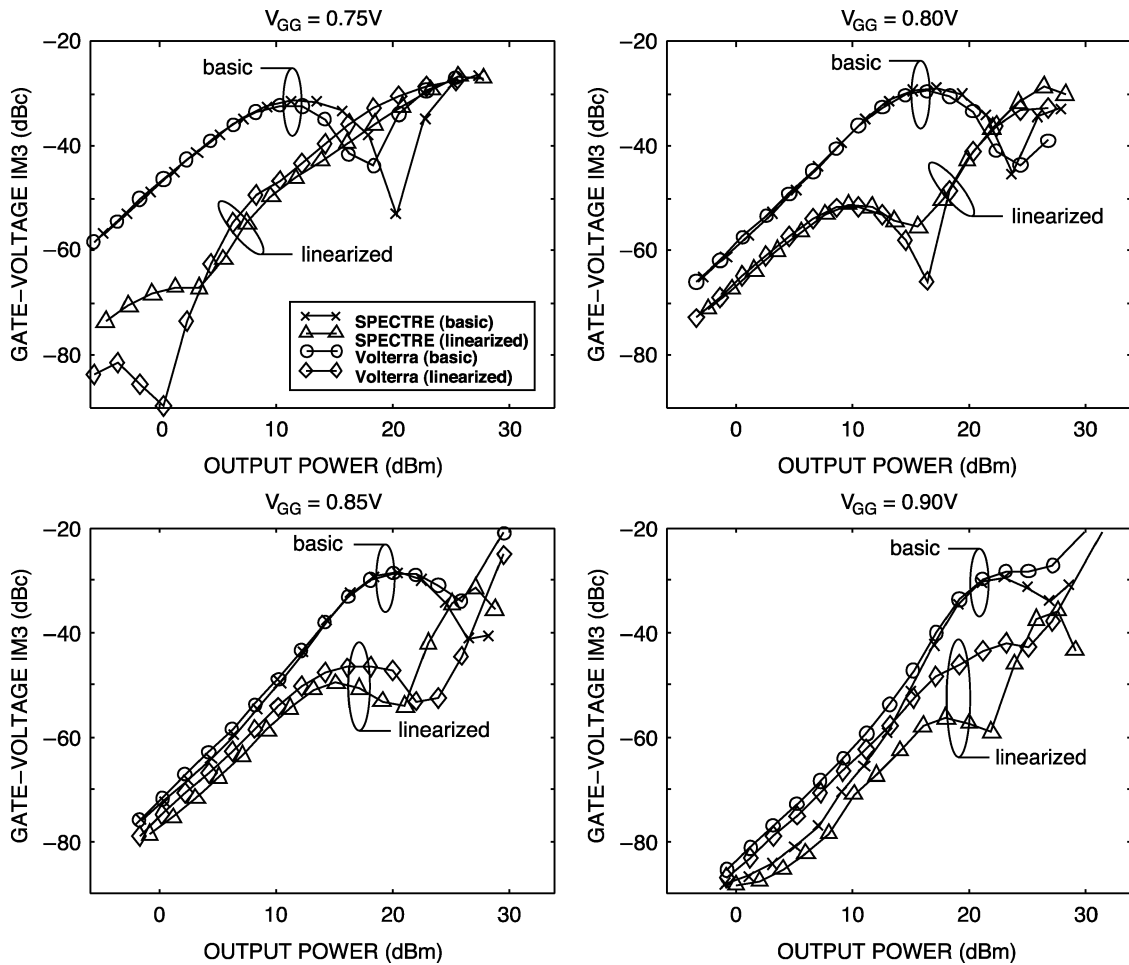 V_GG = 0.75V
GATE−VOLTAGE IM3 (dBc)
−20
−40
−60
−80
basic
linearized
SPECTRE (basic)
SPECTRE (linearized)
Volterra (basic)
Volterra (linearized)
0 10 20 30
OUTPUT POWER (dBm)
V_GG = 0.80V
GATE−VOLTAGE IM3 (dBc)
−20
−40
−60
−80
basic
linearized
0 10 20 30
OUTPUT POWER (dBm)
V_GG = 0.85V
GATE−VOLTAGE IM3 (dBc)
−20
−40
−60
−80
basic
linearized
0 10 20 30
OUTPUT POWER (dBm)
V_GG = 0.90V
GATE−VOLTAGE IM3 (dBc)
−20
−40
−60
−80
basic
linearized
0 10 20 30
OUTPUT POWER (dBm)